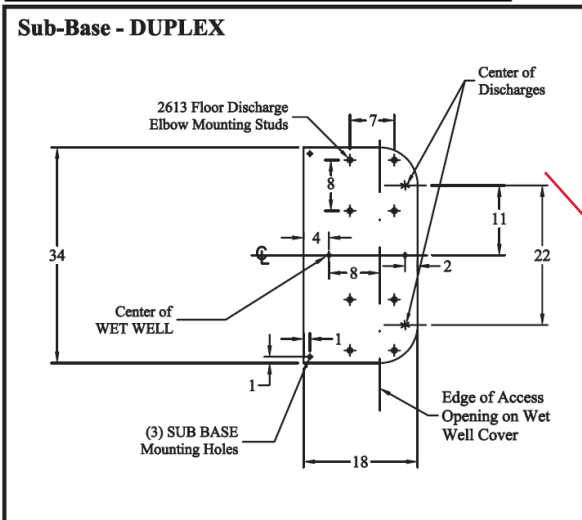 Sub-Base - DUPLEX
Center of
Discharges
2613 Floor Discharge
Elbow Mounting Studs
7
8
11
4
34
℄
22
2
8
Center of
WET WELL
1
1
Edge of Access
Opening on Wet
Well Cover
(3) SUB BASE
Mounting Holes
18